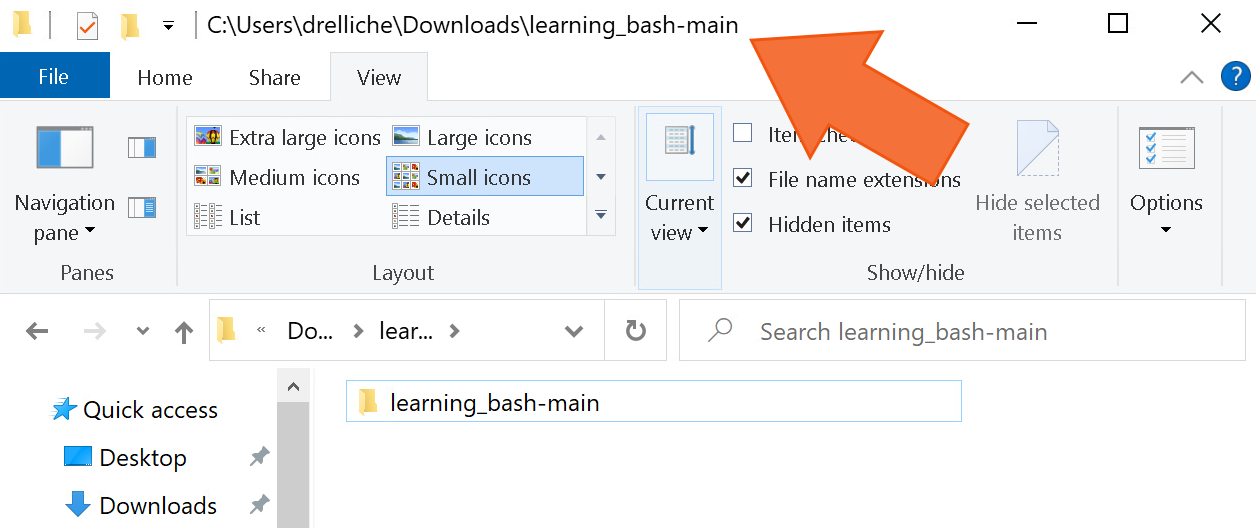 C:\Users\drelliche\Downloads\learning_bash-main
File Home Share View
Extra large icons Large icons
Medium icons Small icons
List Details
Navigation pane
Current view
File name extensions
Hidden items
Hide selected items
Options
Panes Layout Show/hide
« Do... lear...
Search learning_bash-main
Quick access
learning_bash-main
Desktop
Downloads